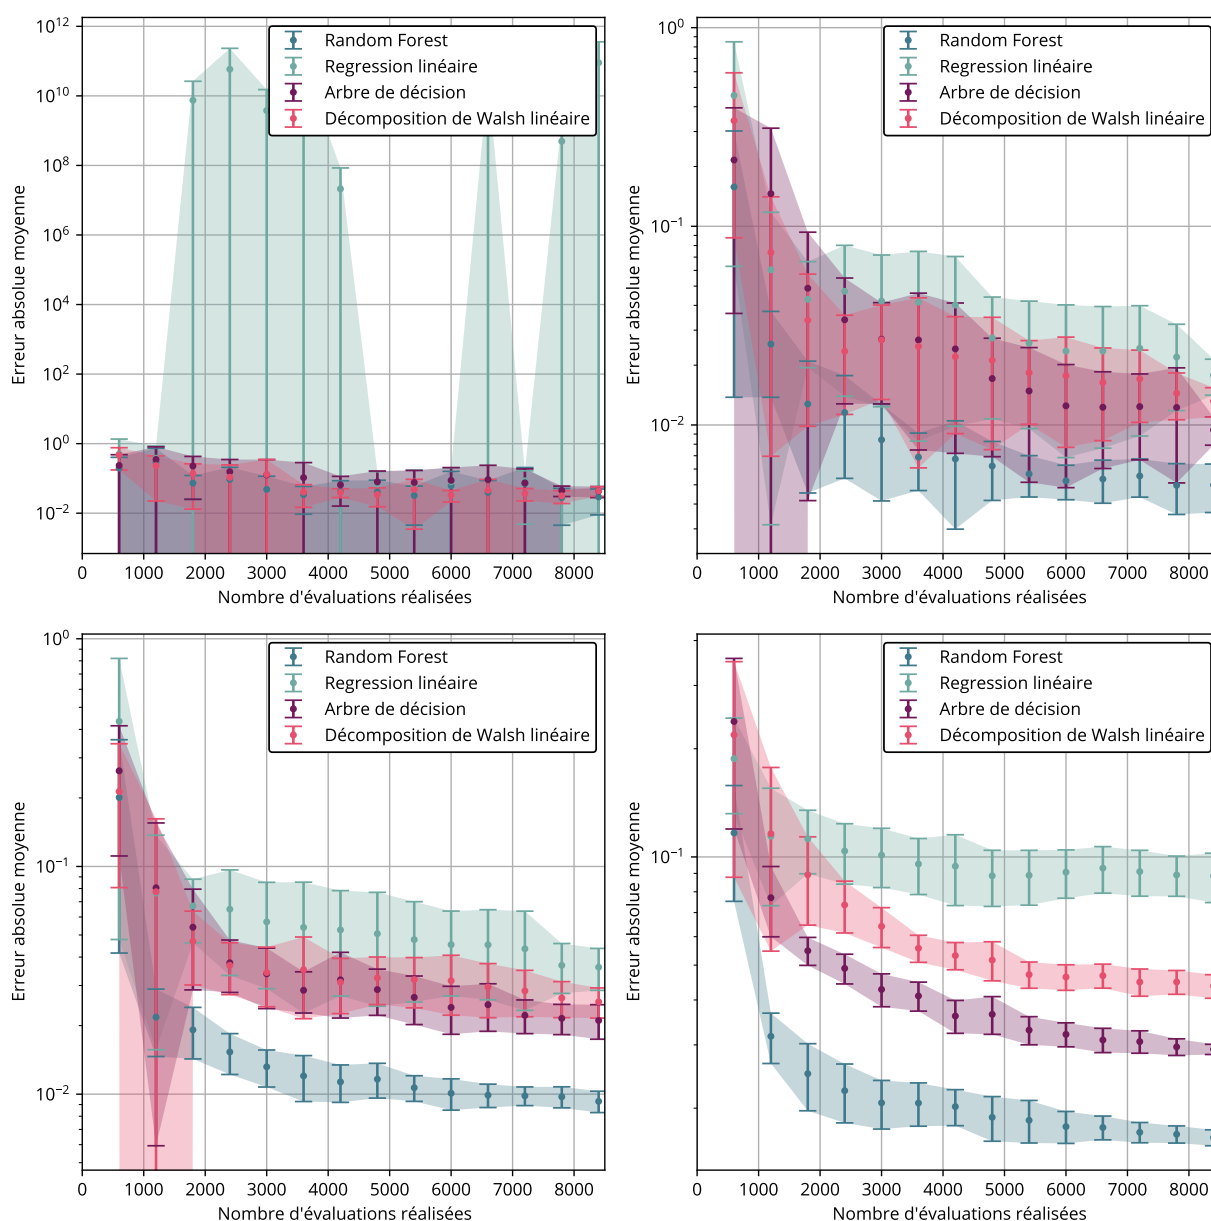 10^12
10^10
10^8
10^6
10^4
10^2
10^0
10^-2
Erreur absolue moyenne
Random Forest
Regression linéaire
Arbre de décision
Décomposition de Walsh linéaire
0 1000 2000 3000 4000 5000 6000 7000 8000
Nombre d'évaluations réalisées
10^0
10^-1
10^-2
Erreur absolue moyenne
Random Forest
Regression linéaire
Arbre de décision
Décomposition de Walsh linéaire
0 1000 2000 3000 4000 5000 6000 7000 8000
Nombre d'évaluations réalisées
10^0
10^-1
10^-2
Erreur absolue moyenne
Random Forest
Regression linéaire
Arbre de décision
Décomposition de Walsh linéaire
0 1000 2000 3000 4000 5000 6000 7000 8000
Nombre d'évaluations réalisées
10^-1
Erreur absolue moyenne
Random Forest
Regression linéaire
Arbre de décision
Décomposition de Walsh linéaire
0 1000 2000 3000 4000 5000 6000 7000 8000
Nombre d'évaluations réalisées